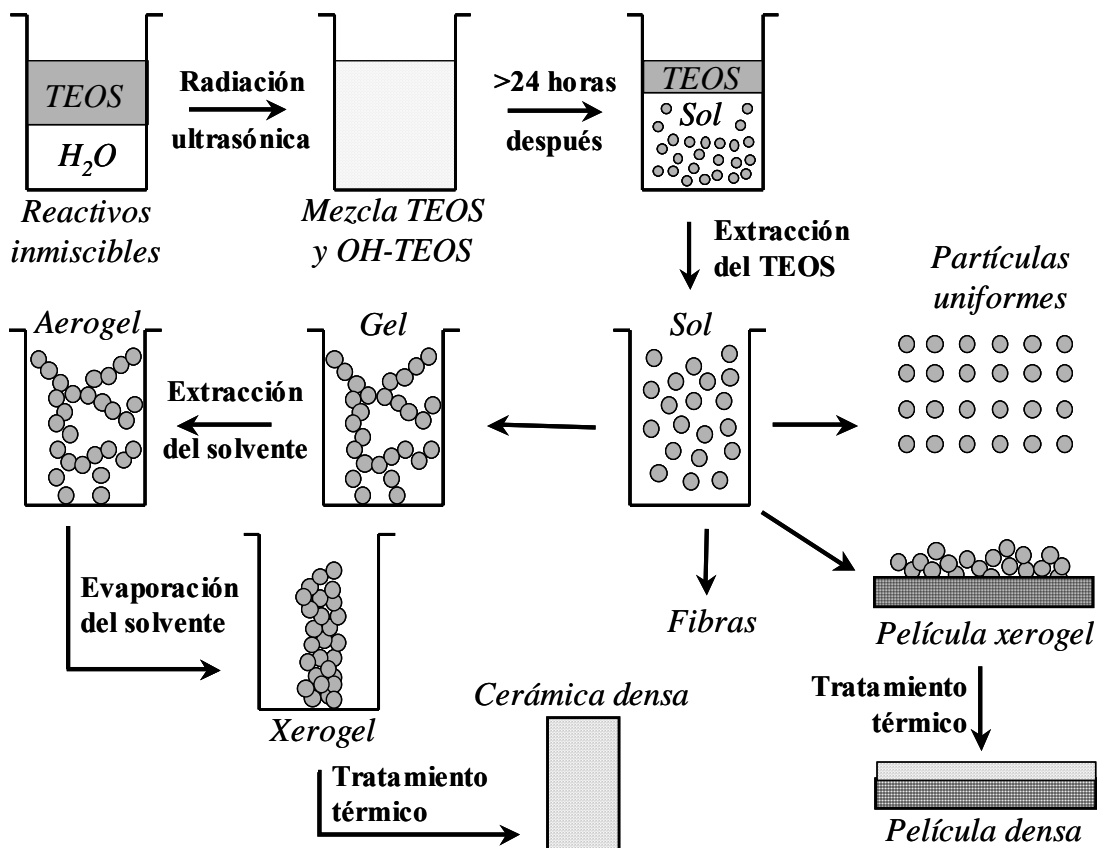 TEOS
H2O
Reactivos
inmiscibles
Radiación
ultrasónica
Mezcla TEOS
y OH-TEOS
>24 horas
después
TEOS
Sol
Extracción
del TEOS
Partículas
uniformes
Aerogel
Extracción
del solvente
Gel
Sol
Evaporación
del solvente
Xerogel
Fibras
Película xerogel
Tratamiento
térmico
Película densa
Tratamiento
térmico
Cerámica densa